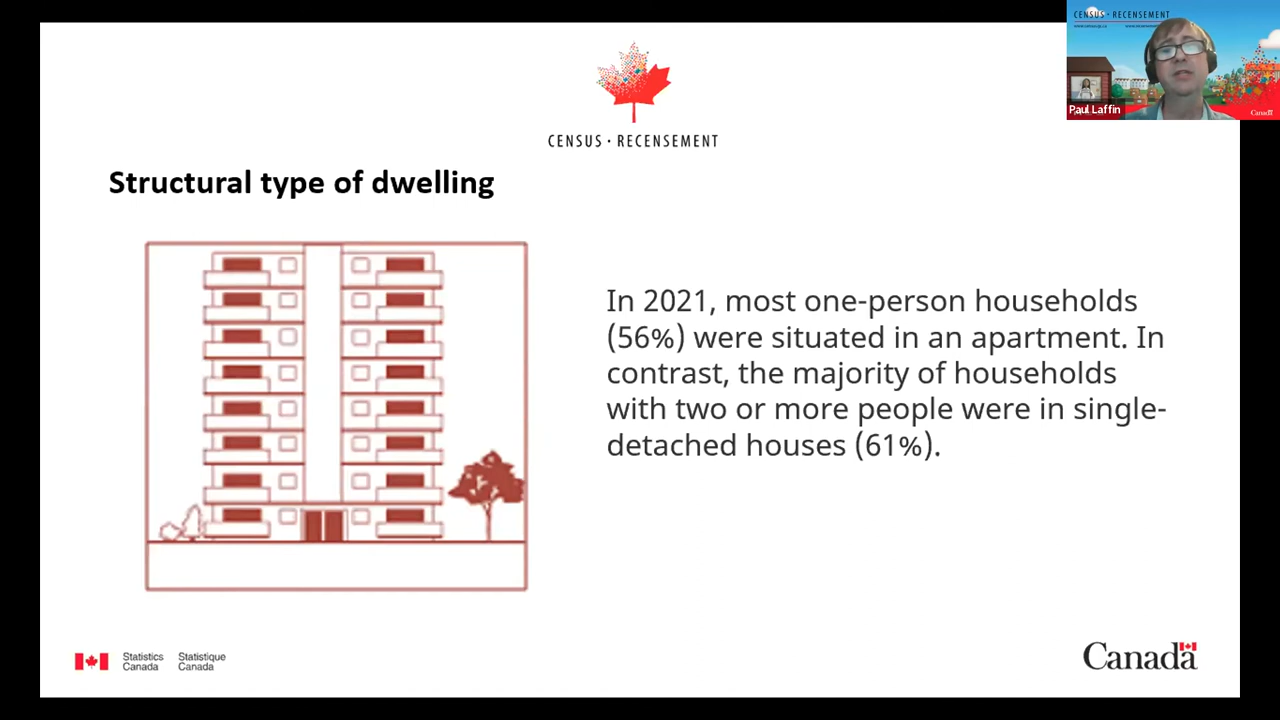 CENSUS · RECENSEMENT
Paul Laffin
Canada
CENSUS · RECENSEMENT
Structural type of dwelling
In 2021, most one-person households
(56%) were situated in an apartment. In
contrast, the majority of households
with two or more people were in single-
detached houses (61%).
Statistics Canada
Statistique Canada
Canada